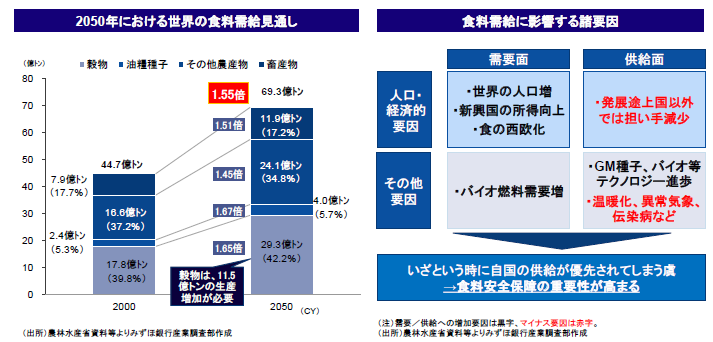 2050年における世界の食料需給見通し
(億トン)
穀物 油糧種子 その他農産物 畜産物
80
70
60
50
40
30
20
10
0
1.55倍
69.3億トン
1.51倍
11.9億トン
(17.2%)
44.7億トン
7.9億トン
(17.7%)
1.45倍
24.1億トン
(34.8%)
16.6億トン
(37.2%)
1.67倍
4.0億トン
(5.7%)
2.4億トン
(5.3%)
1.65倍
29.3億トン
(42.2%)
17.8億トン
(39.8%)
穀物は、11.5
億トンの生産
増加が必要
2000
2050
(CY)
(出所)農林水産省資料等よりみずほ銀行産業調査部作成
食料需給に影響する諸要因
需要面
供給面
人口・
経済的
要因
・世界の人口増
・新興国の所得向上
・食の西欧化
・発展途上国以外
では担い手減少
その他
要因
・バイオ燃料需要増
・GM種子、バイオ等
テクノロジー進歩
・温暖化、異常気象、
伝染病など
いざという時に自国の供給が優先されてしまう虞
→食料安全保障の重要性が高まる
(注)需要/供給への増加要因は黒字、マイナス要因は赤字。
(出所)農林水産省資料等よりみずほ銀行産業調査部作成